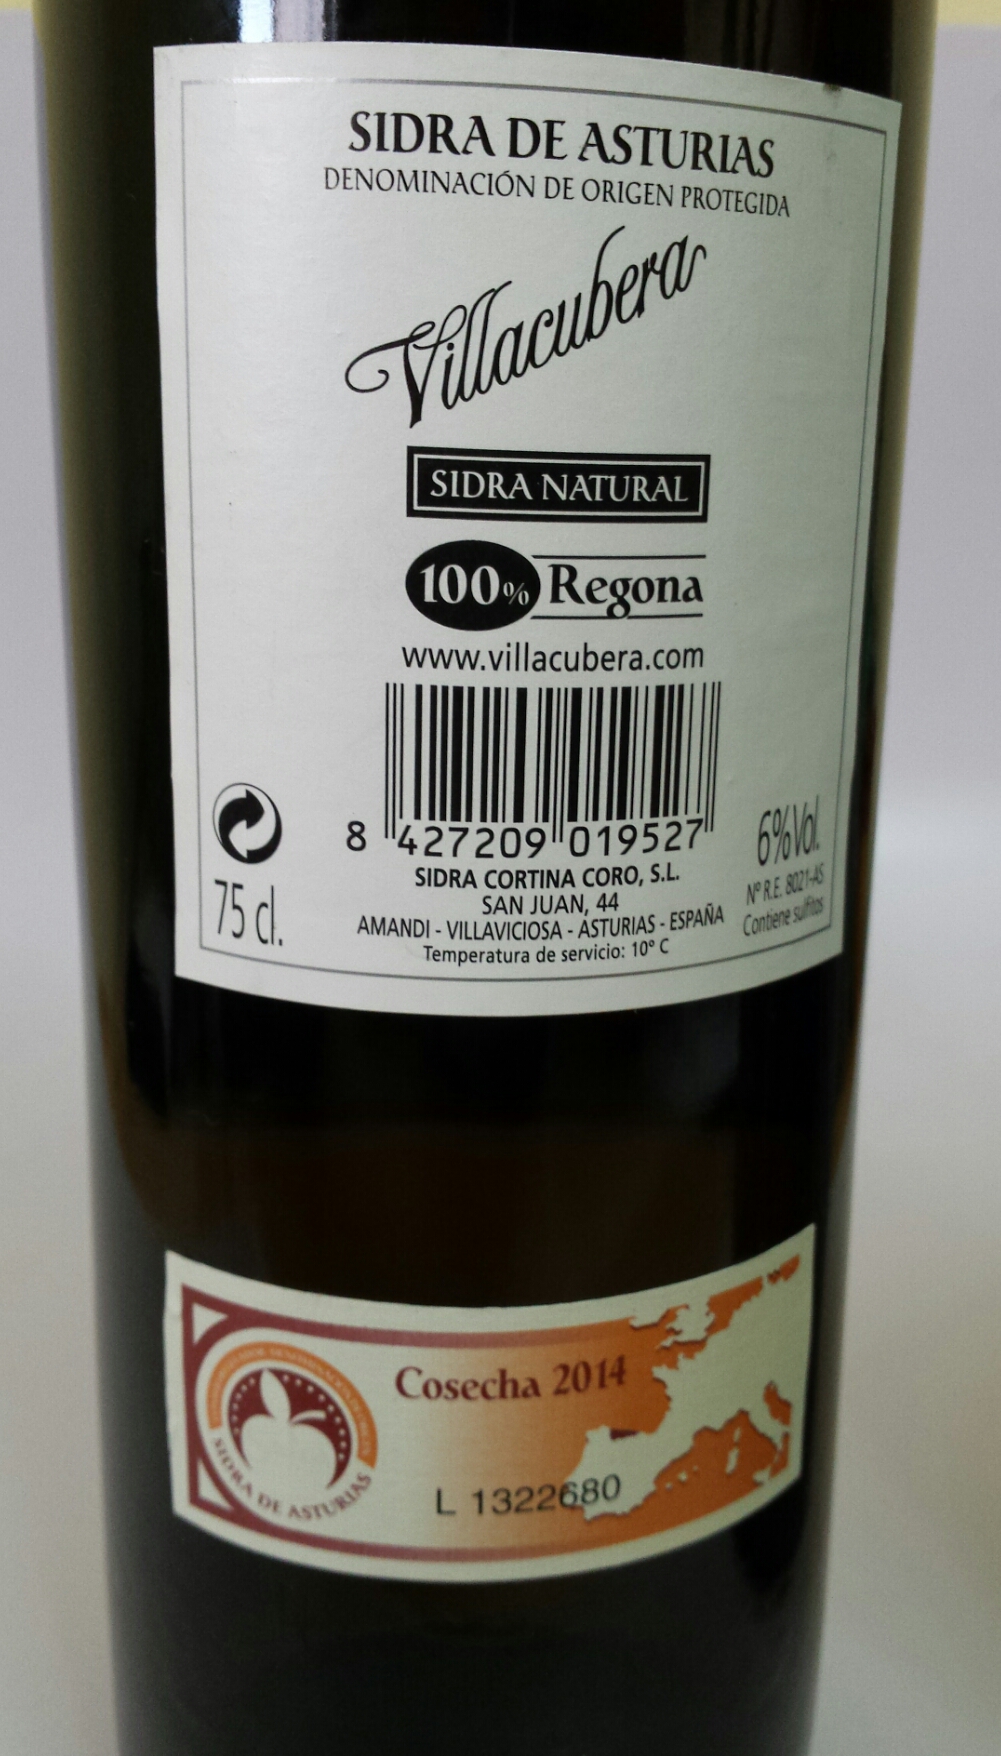 SIDRA DE ASTURIAS
DENOMINACIÓN DE ORIGEN PROTEGIDA
Villacubera
SIDRA NATURAL
100% Regona
www.villacubera.com
8 427209 019527
SIDRA CORTINA CORO, S.L.
SAN JUAN, 44
AMANDI - VILLAVICIOSA - ASTURIAS - ESPAÑA
Temperatura de servicio: 10° C
75 cl.
6%Vol.
Nº R.E. 8021-AS
Contiene sulfitos
Cosecha 2014
L 1322680
SIDRA DE ASTURIAS